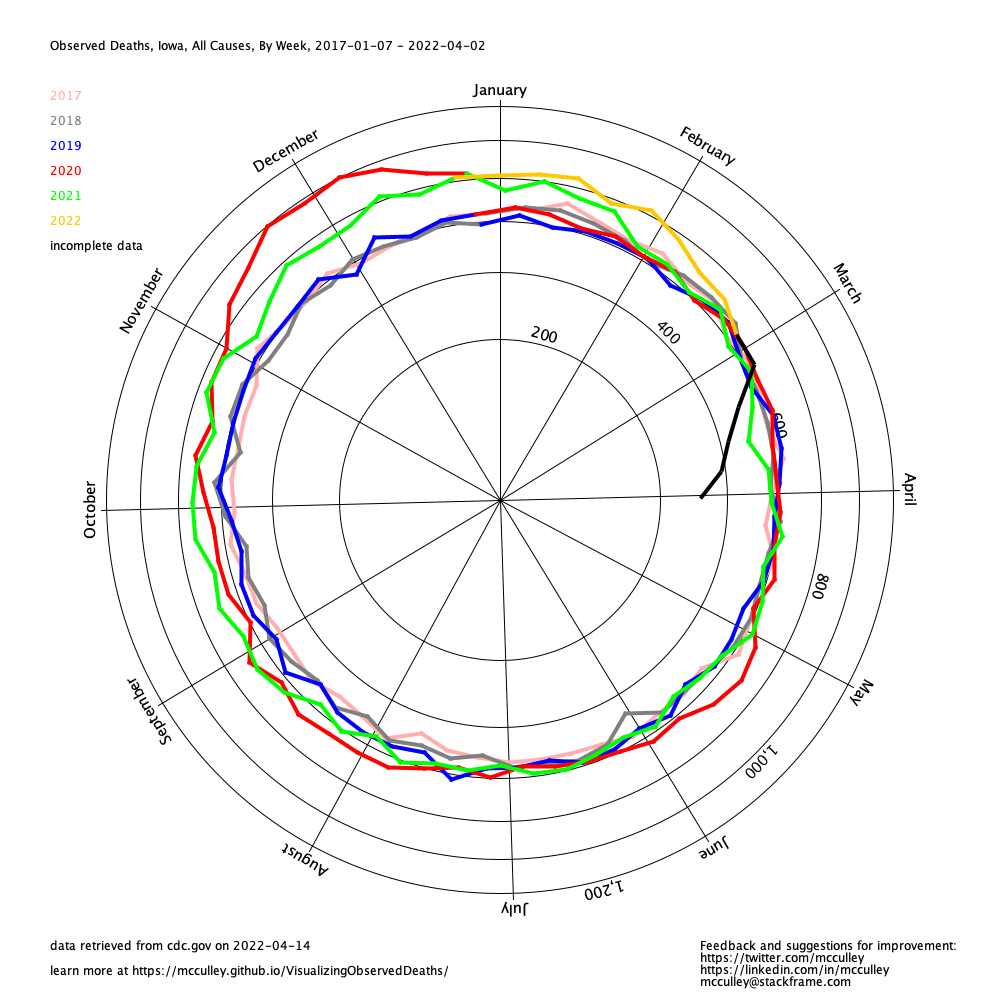 Observed Deaths, Iowa, All Causes, By Week, 2017-01-07 - 2022-04-02
January
2017
2018
2019
2020
2021
2022
incomplete data
December
February
November
March
200
400
600
October
April
800
September
May
1,000
August
June
1,200
July
data retrieved from cdc.gov on 2022-04-14
learn more at https://mcculley.github.io/VisualizingObservedDeaths/
Feedback and suggestions for improvement:
https://twitter.com/mcculley
https://linkedin.com/in/mcculley
mcculley@stackframe.com